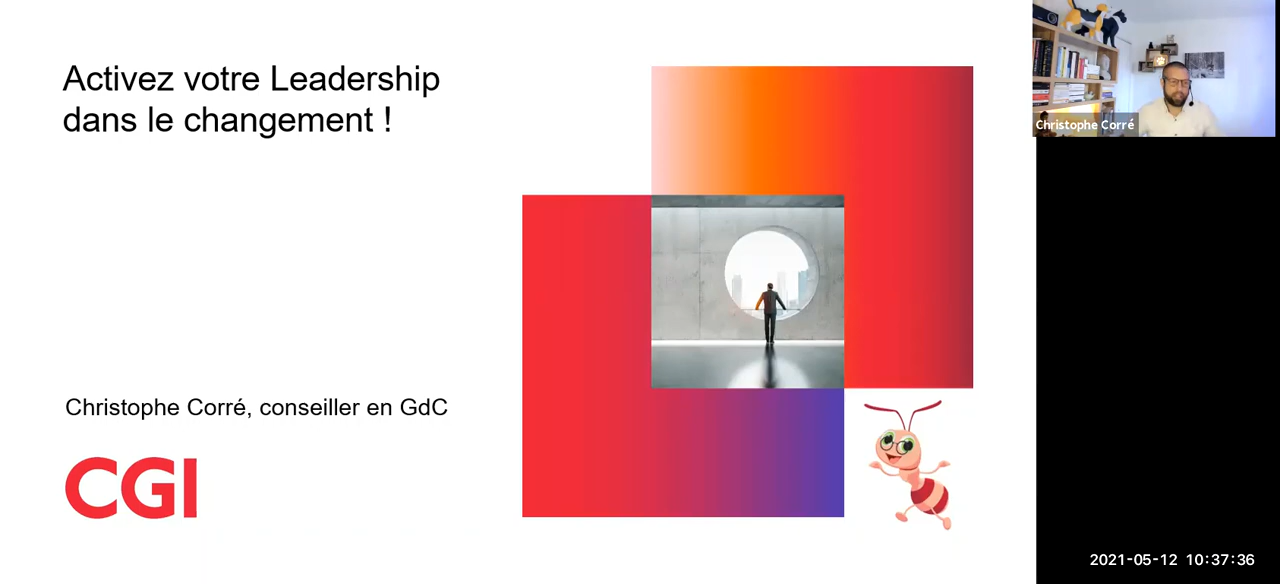 Activez votre Leadership
dans le changement !
Christophe Corré, conseiller en GdC
CGI
Christophe Corré
2021-05-12 10:37:36